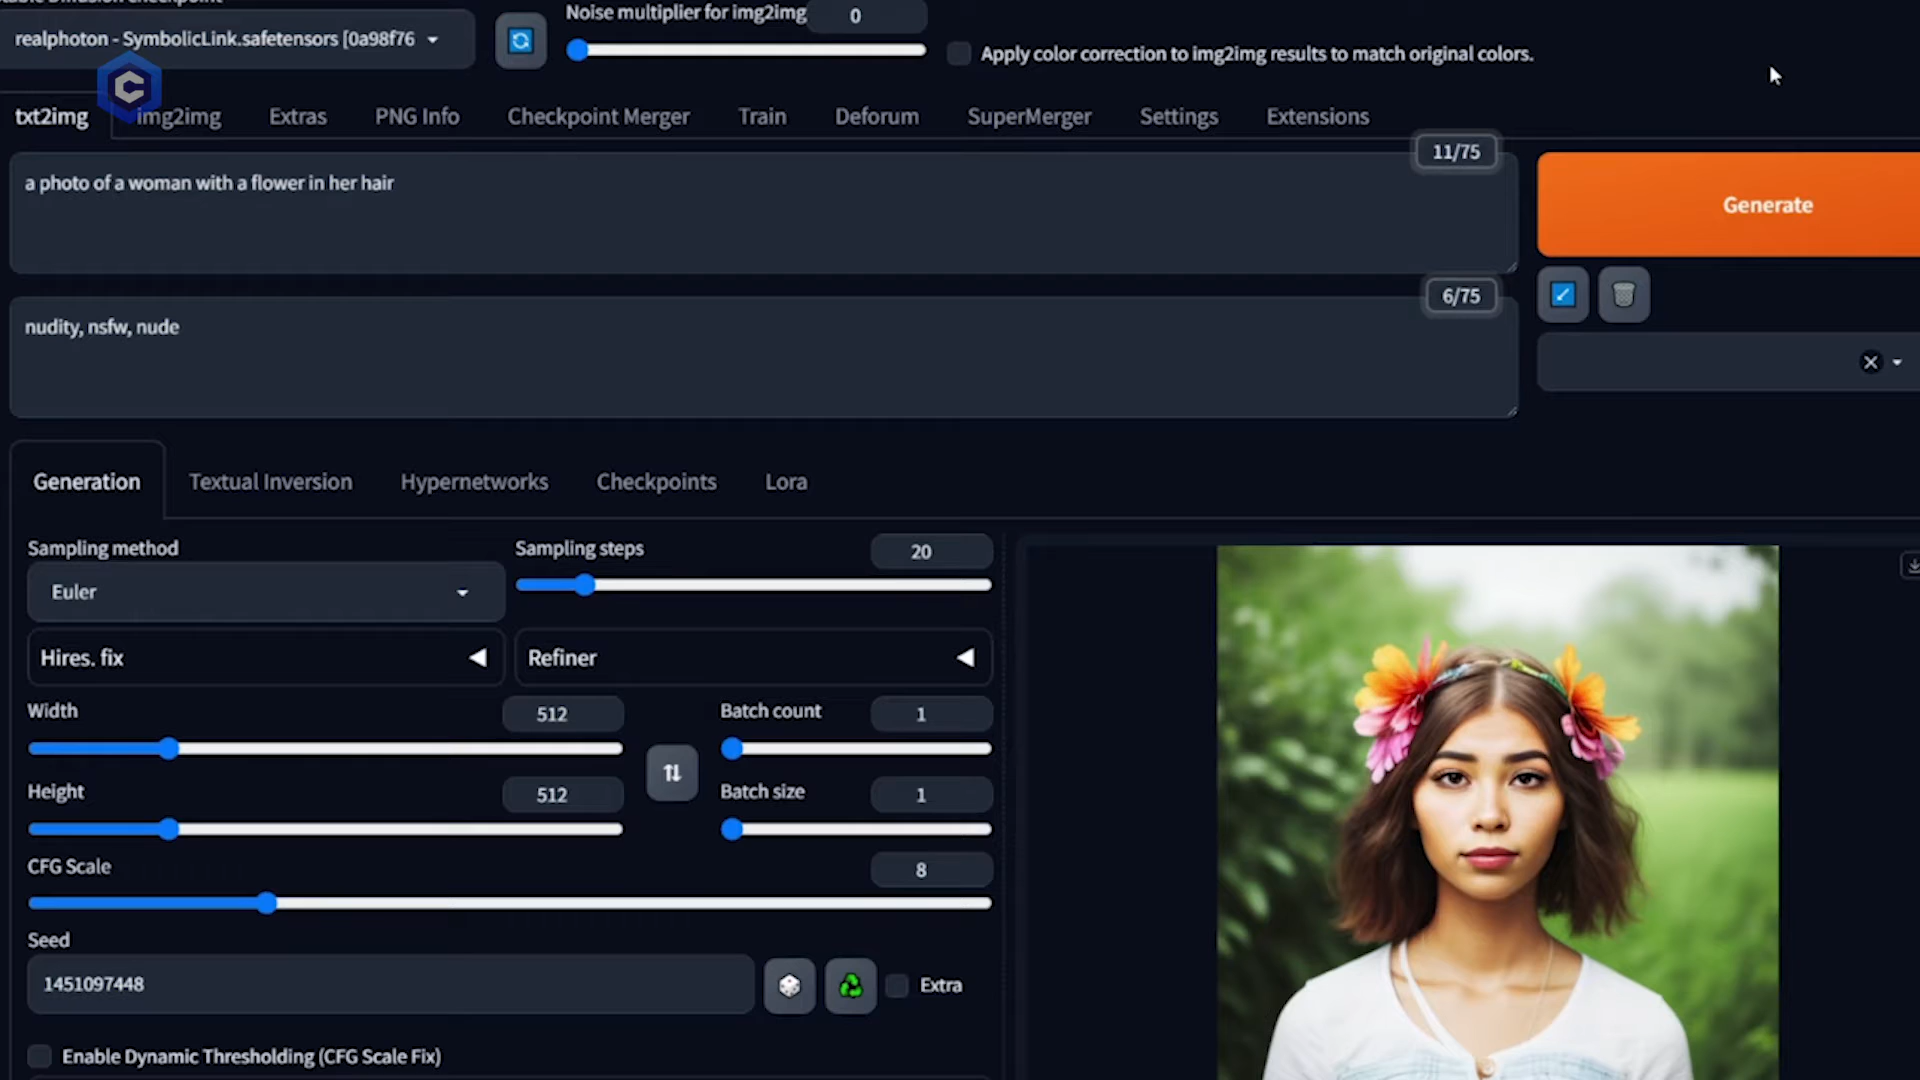 Noise multiplier for img2img
0
realphoton - SymbolicLink.safetensors [0a98f76
Apply color correction to img2img results to match original colors.
txt2img
img2img
Extras
PNG Info
Checkpoint Merger
Train
Deforum
SuperMerger
Settings
Extensions
11/75
a photo of a woman with a flower in her hair
Generate
6/75
nudity, nsfw, nude
Generation
Textual Inversion
Hypernetworks
Checkpoints
Lora
Sampling method
Sampling steps
20
Euler
Hires. fix
Refiner
Width
512
Batch count
1
Height
512
Batch size
1
CFG Scale
8
Seed
1451097448
Extra
Enable Dynamic Thresholding (CFG Scale Fix)